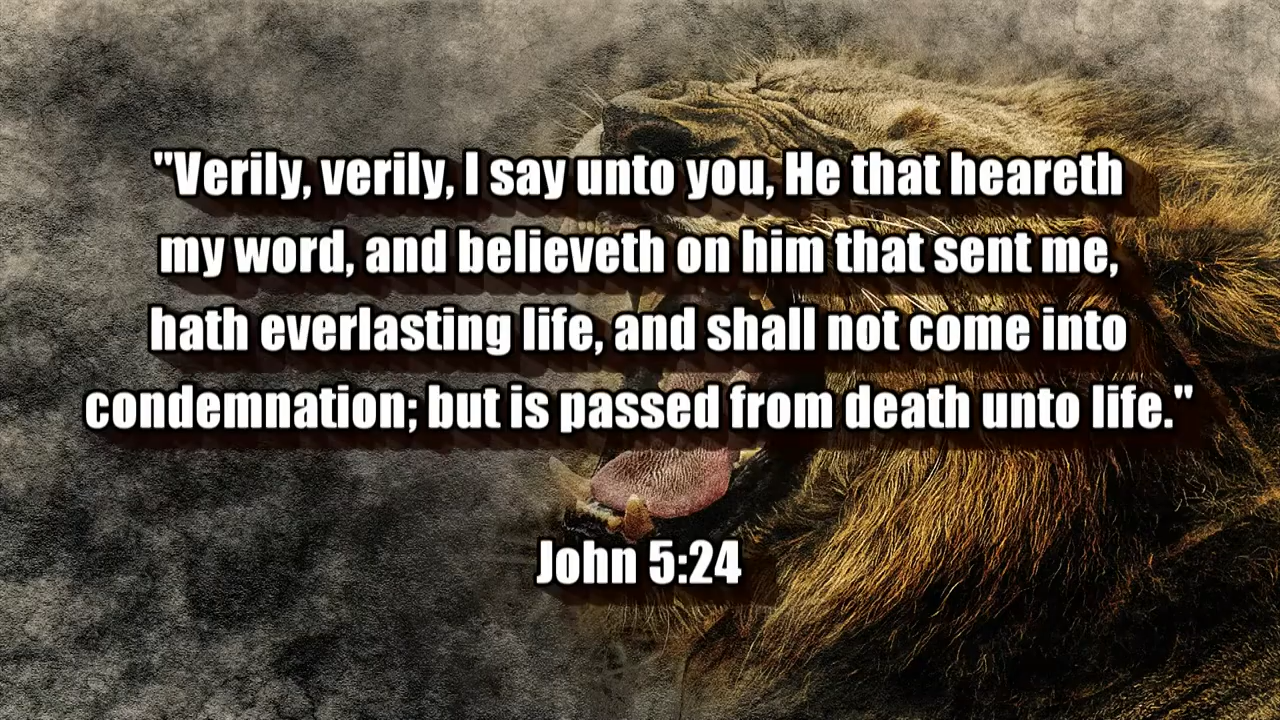 "Verily, verily, I say unto you, He that heareth
my word, and believeth on him that sent me,
hath everlasting life, and shall not come into
condemnation; but is passed from death unto life."
John 5:24